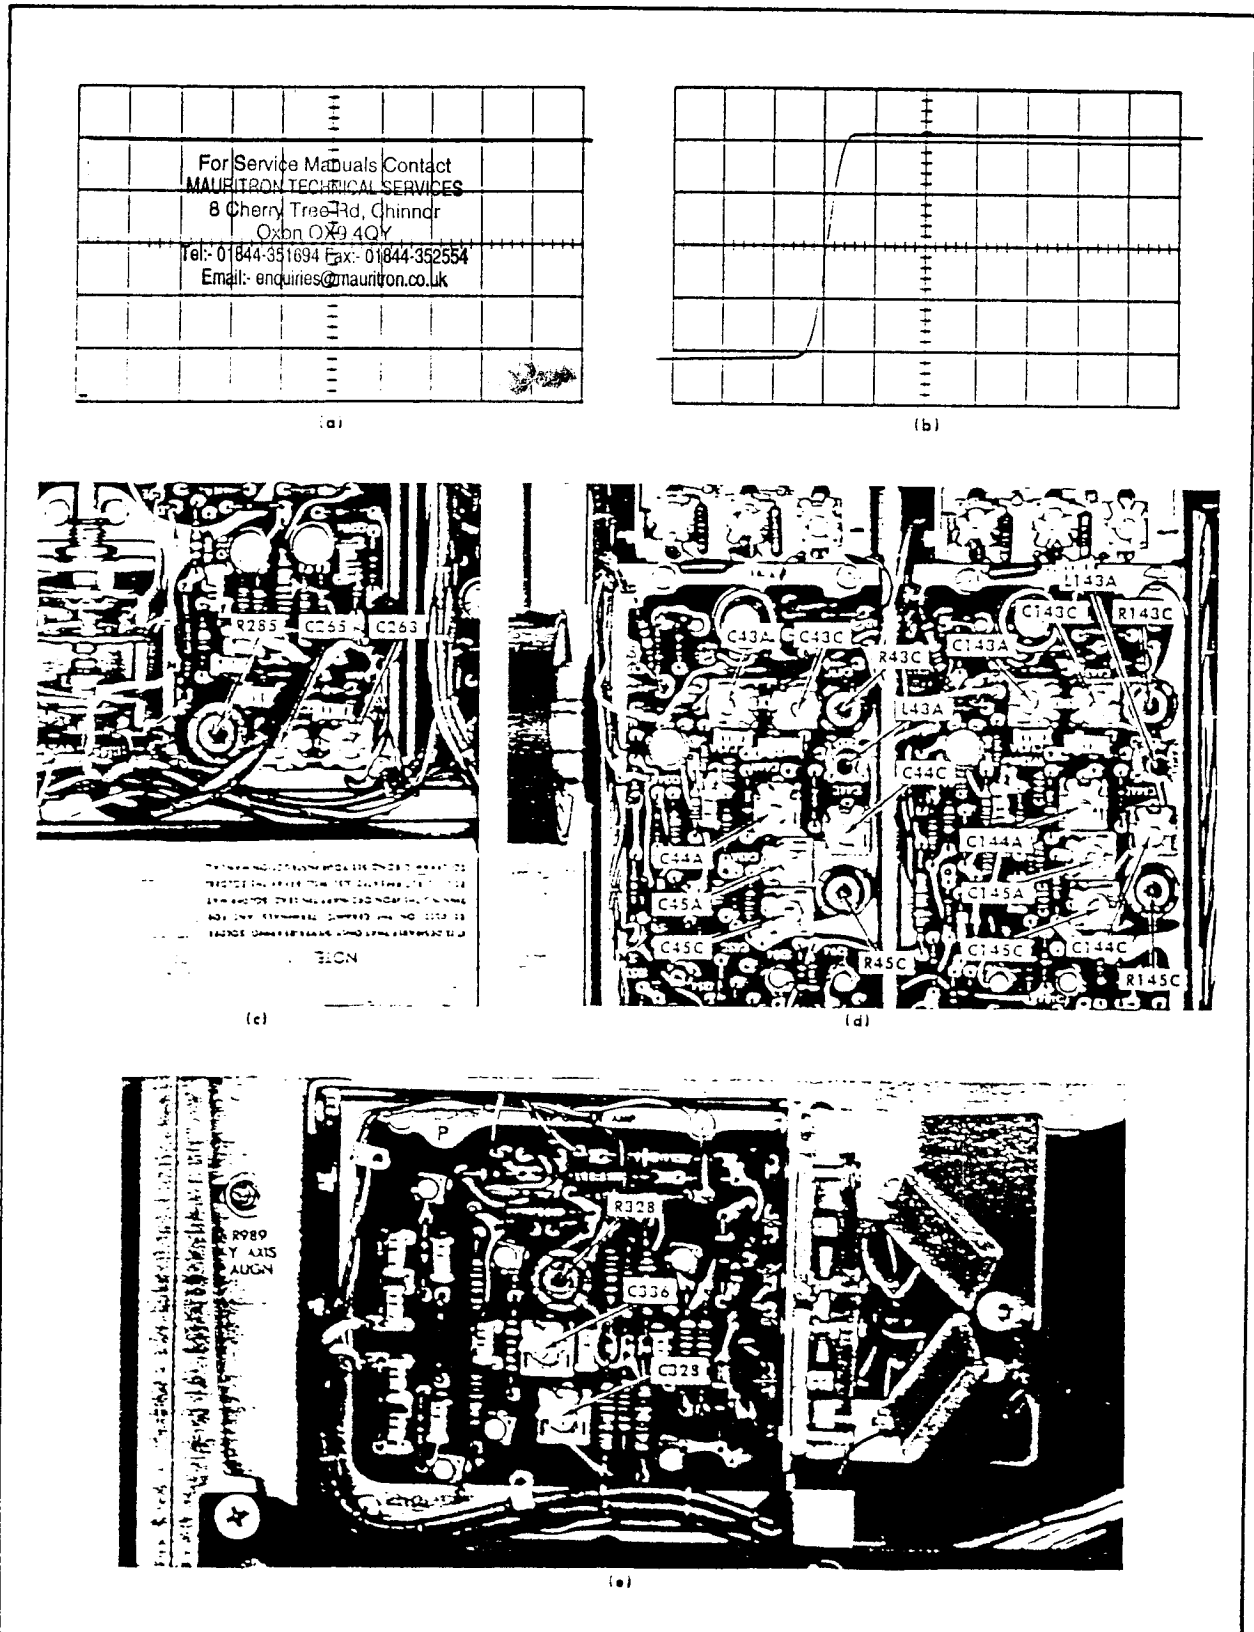 For Service Manuals Contact
MAURITRON TECHNICAL SERVICES
8 Cherry Tree Rd, Chinnor
Oxon OX9 4QY
Tel:- 01844-351694 Fax:- 01844-352554
Email:- enquiries@mauritron.co.uk
(a)
(b)
R285
C265
C263
NOTE
(c)
L143A
C143C
R143C
C43A
C43C
R43C
C143A
L43A
C44C
C44A
C144A
C45A
C145A
C45C
R45C
C145C
C144C
R145C
(d)
AMP
P
R328
R989
Y AXIS
ALIGN
C336
C328
(e)